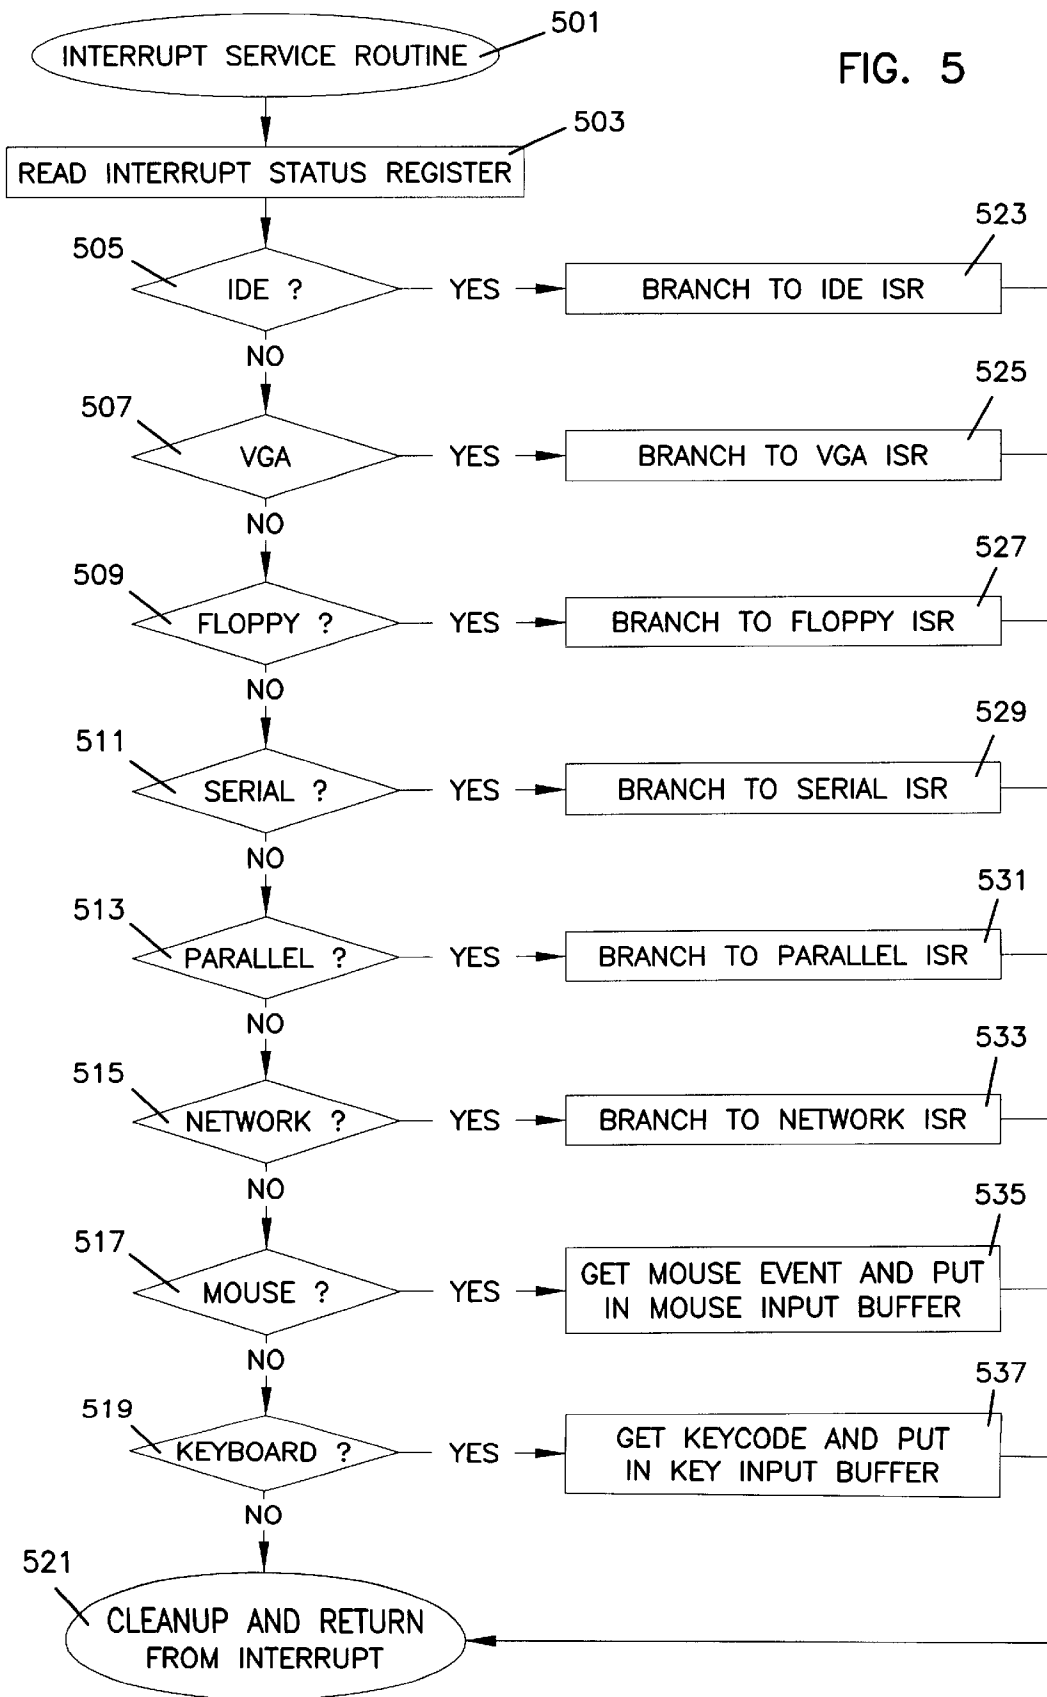 501
INTERRUPT SERVICE ROUTINE
FIG. 5
503
READ INTERRUPT STATUS REGISTER
505
IDE ?
YES
523
BRANCH TO IDE ISR
NO
507
VGA
YES
525
BRANCH TO VGA ISR
NO
509
FLOPPY ?
YES
527
BRANCH TO FLOPPY ISR
NO
511
SERIAL ?
YES
529
BRANCH TO SERIAL ISR
NO
513
PARALLEL ?
YES
531
BRANCH TO PARALLEL ISR
NO
515
NETWORK ?
YES
533
BRANCH TO NETWORK ISR
NO
517
MOUSE ?
YES
535
GET MOUSE EVENT AND PUT
IN MOUSE INPUT BUFFER
NO
519
KEYBOARD ?
YES
537
GET KEYCODE AND PUT
IN KEY INPUT BUFFER
NO
521
CLEANUP AND RETURN
FROM INTERRUPT